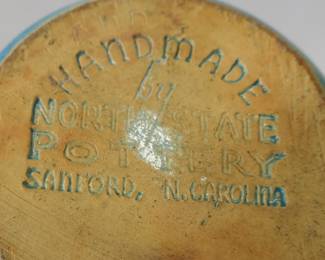 HANDMADE
by
NORTH STATE
POTTERY
SANFORD, N. CAROLINA